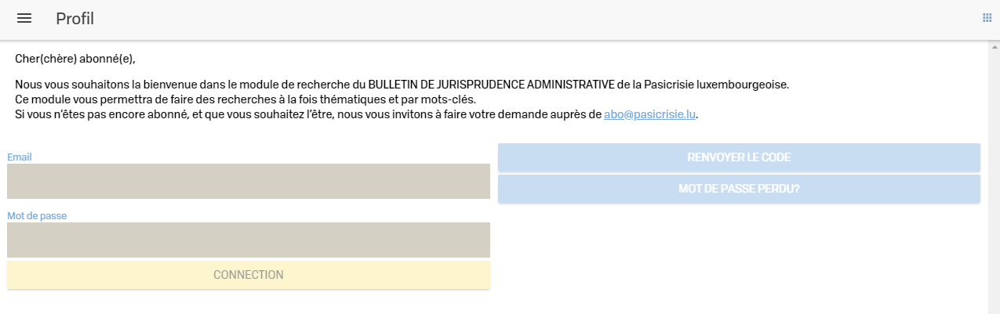 Profil
Cher(chère) abonné(e),
Nous vous souhaitons la bienvenue dans le module de recherche du BULLETIN DE JURISPRUDENCE ADMINISTRATIVE de la Pasicrisie luxembourgeoise.
Ce module vous permettra de faire des recherches à la fois thématiques et par mots-clés.
Si vous n'êtes pas encore abonné, et que vous souhaitez l'être, nous vous invitons à faire votre demande auprès de abo@pasicrisie.lu.
Email
Mot de passe
CONNECTION
RENVOYER LE CODE
MOT DE PASSE PERDU?